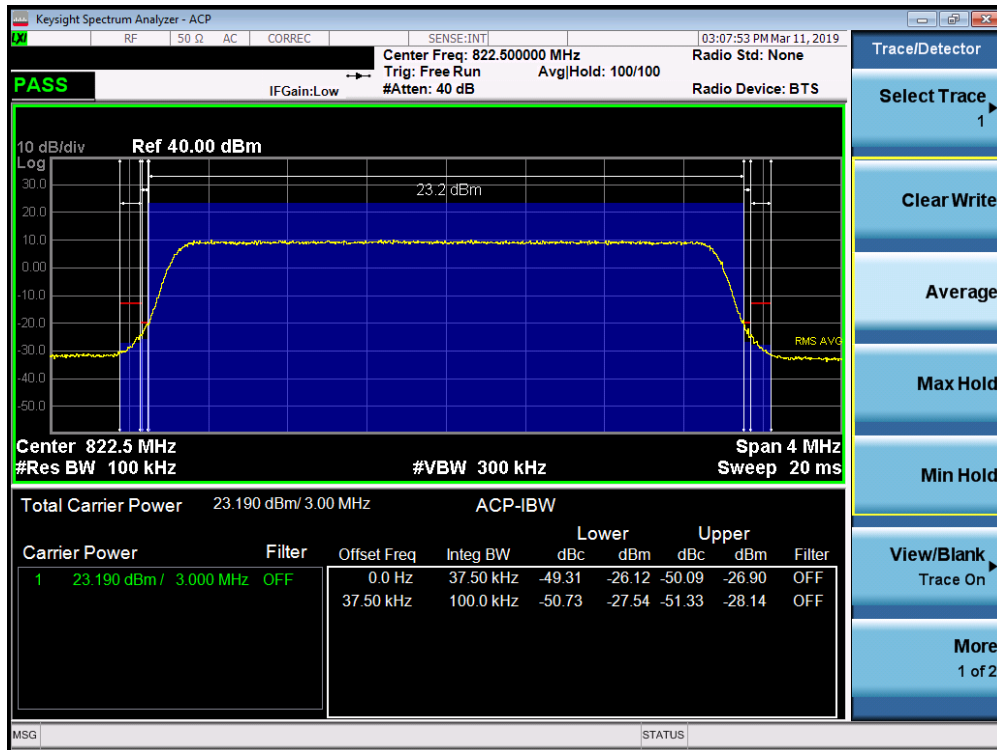 Keysight Spectrum Analyzer - ACP
LXI RF 50 Ω AC CORREC SENSE:INT 03:07:53 PM Mar 11, 2019
Center Freq: 822.500000 MHz Radio Std: None
Trig: Free Run Avg|Hold: 100/100
PASS IFGain:Low #Atten: 40 dB Radio Device: BTS
10 dB/div Ref 40.00 dBm
Log
30.0
23.2 dBm
20.0
10.0
0.00
-10.0
-20.0
-30.0
RMS AVG
-40.0
-50.0
Center 822.5 MHz Span 4 MHz
#Res BW 100 kHz #VBW 300 kHz Sweep 20 ms
Total Carrier Power 23.190 dBm/ 3.00 MHz ACP-IBW
Lower Upper
Carrier Power Filter Offset Freq Integ BW dBc dBm dBc dBm Filter
1 23.190 dBm / 3.000 MHz OFF 0.0 Hz 37.50 kHz -49.31 -26.12 -50.09 -26.90 OFF
37.50 kHz 100.0 kHz -50.73 -27.54 -51.33 -28.14 OFF
MSG STATUS
Trace/Detector
Select Trace
1
Clear Write
Average
Max Hold
Min Hold
View/Blank
Trace On
More
1 of 2